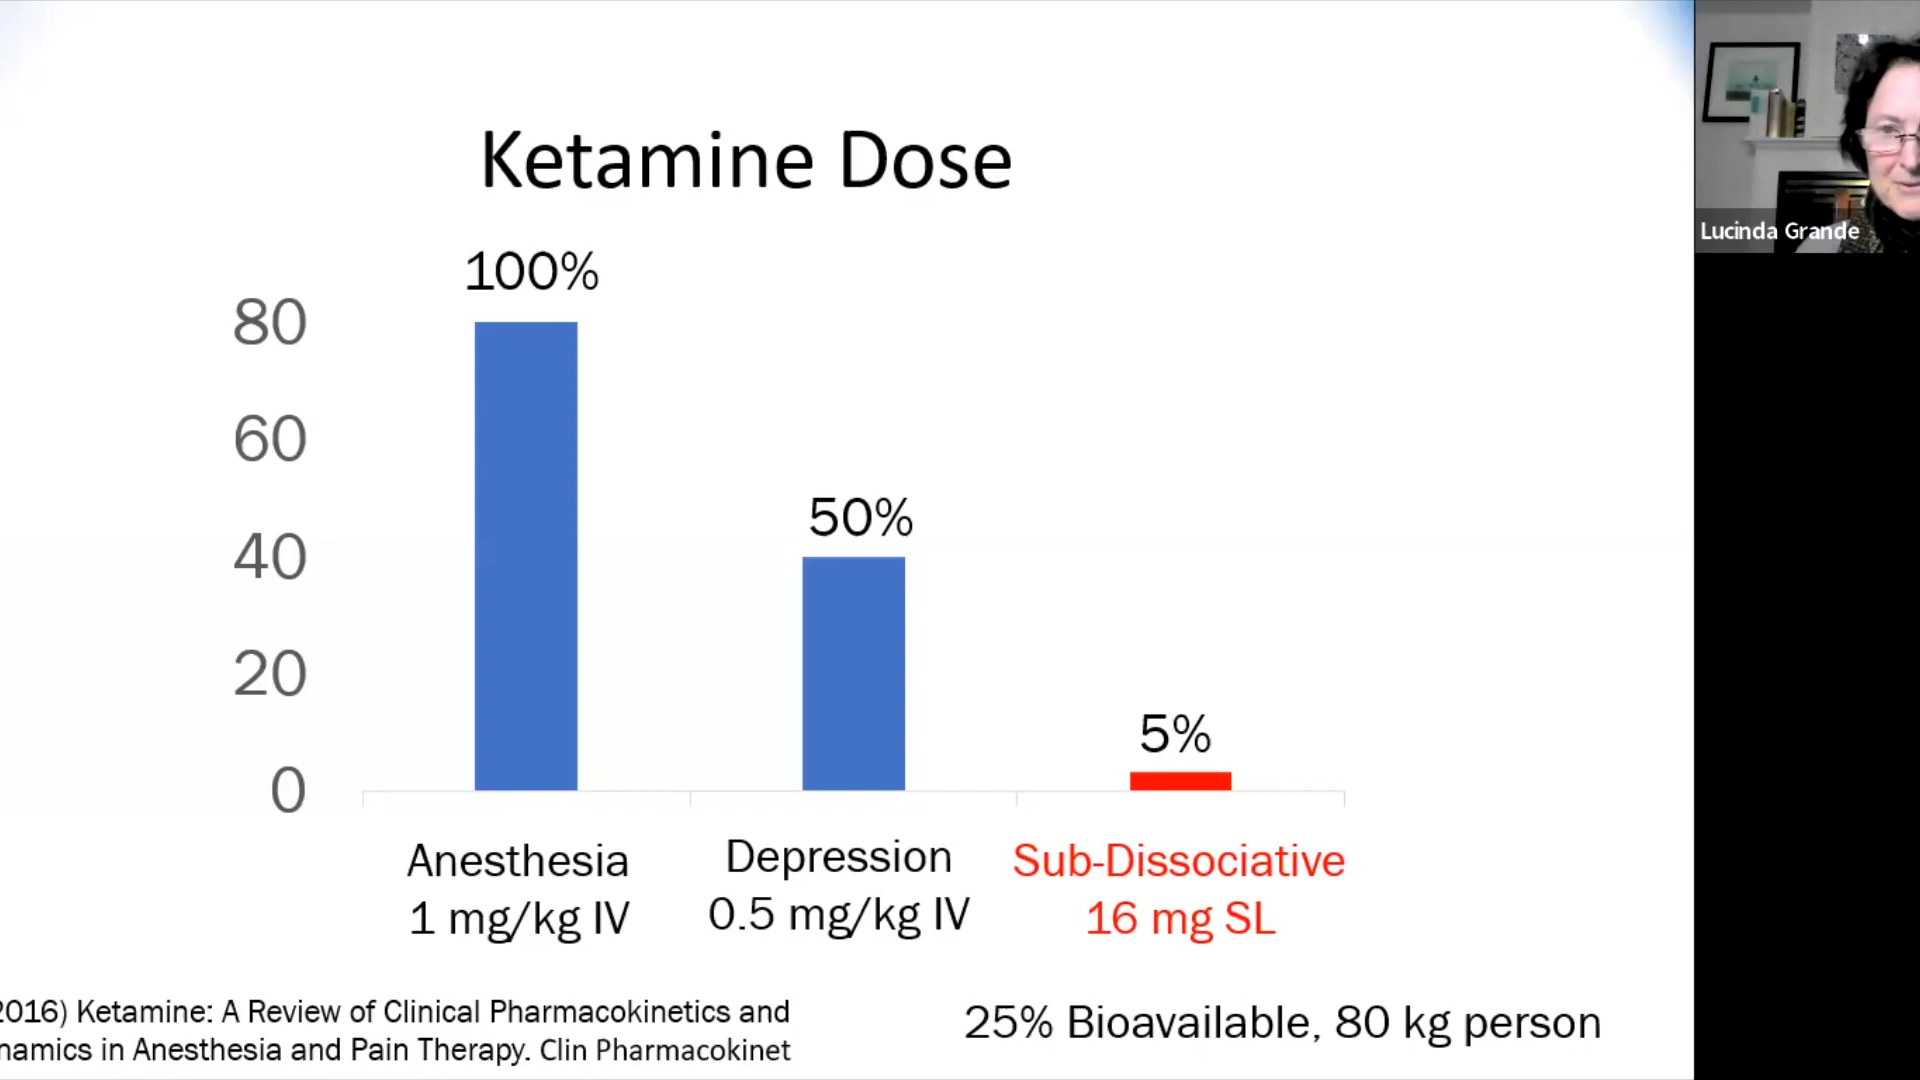 Ketamine Dose
100%
80
60
50%
40
20
5%
0
Anesthesia
1 mg/kg IV
Depression
0.5 mg/kg IV
Sub-Dissociative
16 mg SL
2016) Ketamine: A Review of Clinical Pharmacokinetics and
namics in Anesthesia and Pain Therapy. Clin Pharmacokinet
25% Bioavailable, 80 kg person
Lucinda Grande